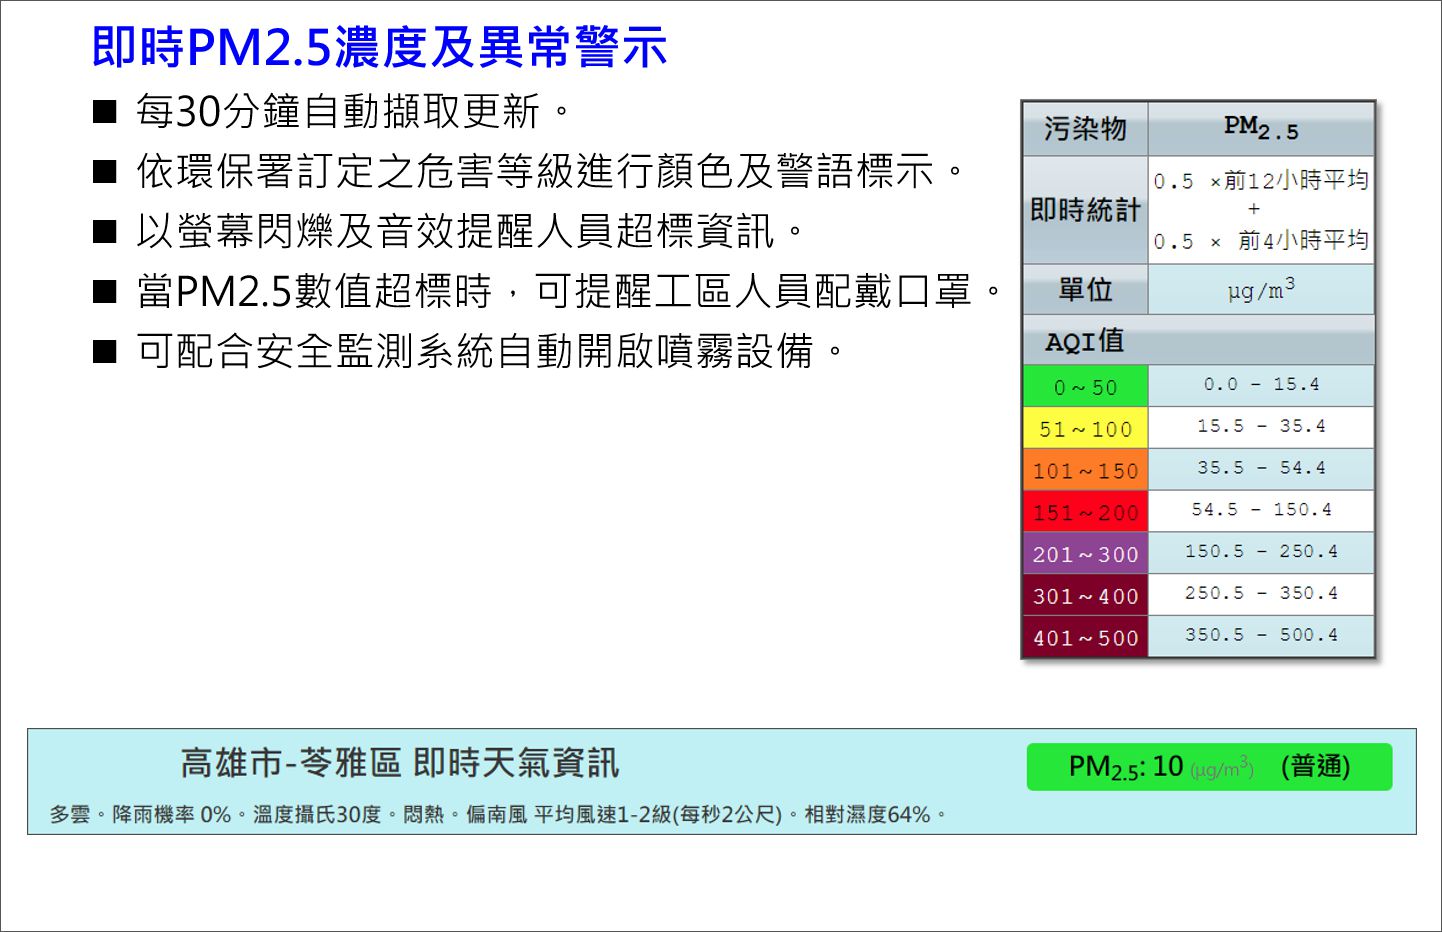 即時PM2.5濃度及異常警示
■ 每30分鐘自動擷取更新。
■ 依環保署訂定之危害等級進行顏色及警語標示。
■ 以螢幕閃爍及音效提醒人員超標資訊。
■ 當PM2.5數值超標時，可提醒工區人員配戴口罩。
■ 可配合安全監測系統自動開啟噴霧設備。
污染物 PM2.5
即時統計 0.5 ×前12小時平均
+
0.5 × 前4小時平均
單位 μg/m³
AQI值
0～50 0.0 - 15.4
51～100 15.5 - 35.4
101～150 35.5 - 54.4
151～200 54.5 - 150.4
201～300 150.5 - 250.4
301～400 250.5 - 350.4
401～500 350.5 - 500.4
高雄市-苓雅區 即時天氣資訊
PM2.5: 10 (μg/m³) (普通)
多雲。降雨機率 0%。溫度攝氏30度。悶熱。偏南風 平均風速1-2級(每秒2公尺)。相對濕度64%。